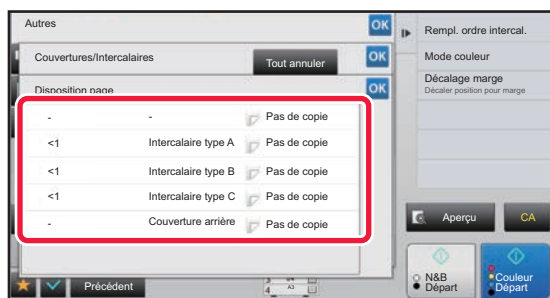 Autres OK
Couvertures/Intercalaires Tout annuler OK
Disposition page OK
- - Pas de copie
<1 Intercalaire type A Pas de copie
<1 Intercalaire type B Pas de copie
<1 Intercalaire type C Pas de copie
- Couverture arrière Pas de copie
Précédent
Rempl. ordre intercal.
Mode couleur
Décalage marge
Décaler position pour marge
Aperçu CA
N&B
Départ
Couleur
Départ